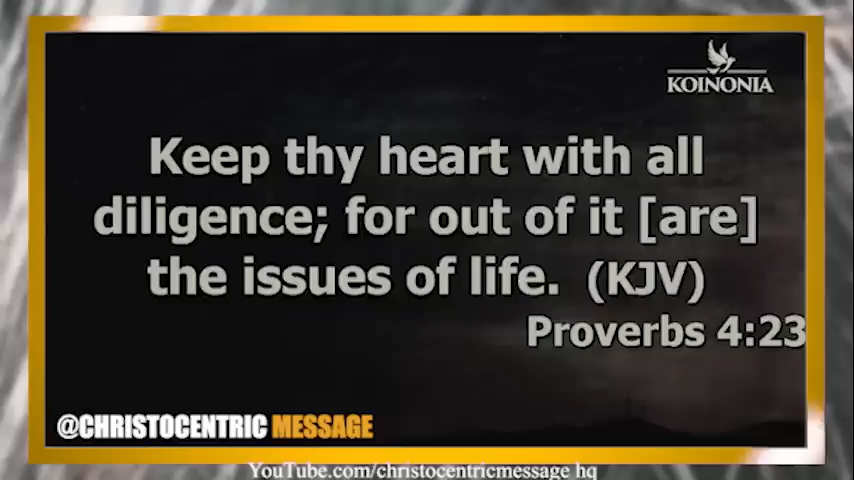 KOINONIA
Keep thy heart with all
diligence; for out of it [are]
the issues of life. (KJV)
Proverbs 4:23
@CHRISTOCENTRIC MESSAGE
YouTube.com/christocentricmessage hq